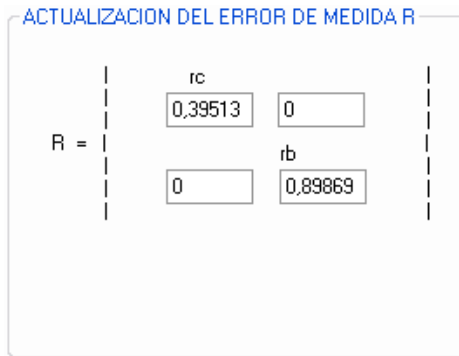 ACTUALIZACION DEL ERROR DE MEDIDA R
rc
0,39513 0
R =
rb
0 0,89869